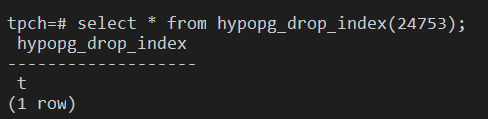 tpch=# select * from hypopg_drop_index(24753);
 hypopg_drop_index
-------------------
 t
(1 row)